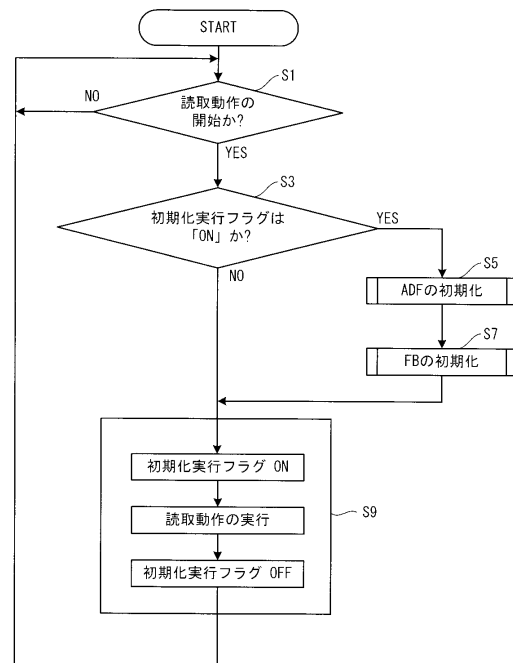 START
S1
読取動作の
開始か?
NO
YES
S3
初期化実行フラグは
「ON」か?
YES
NO
S5
ADFの初期化
S7
FBの初期化
初期化実行フラグ ON
読取動作の実行
S9
初期化実行フラグ OFF